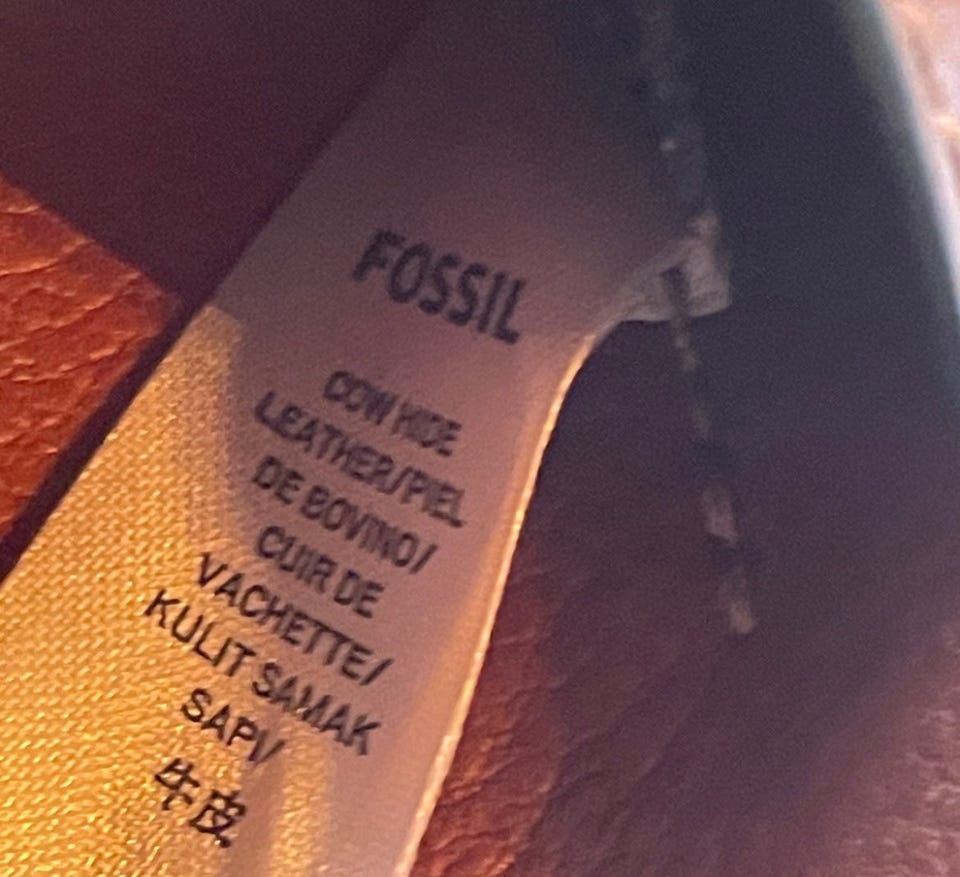 FOSSIL
COW HIDE
LEATHER/PIEL
DE BOVINO/
CUIR DE
VACHETTE/
KULIT SAMAK
SAPI/
牛皮